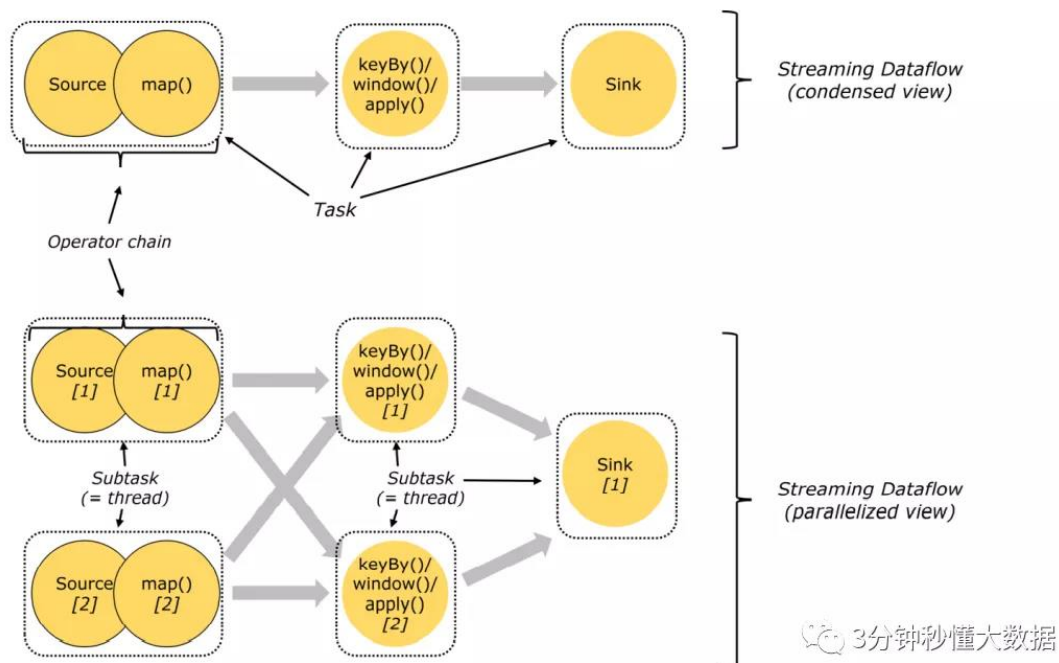 Source
map()
keyBy()/
window()/
apply()
Sink
Streaming Dataflow
(condensed view)
Task
Operator chain
Source
[1]
map()
[1]
keyBy()/
window()/
apply()
[1]
Subtask
(= thread)
Subtask
(= thread)
Sink
[1]
Streaming Dataflow
(parallelized view)
Source
[2]
map()
[2]
keyBy()/
window()/
apply()
[2]
3分钟秒懂大数据